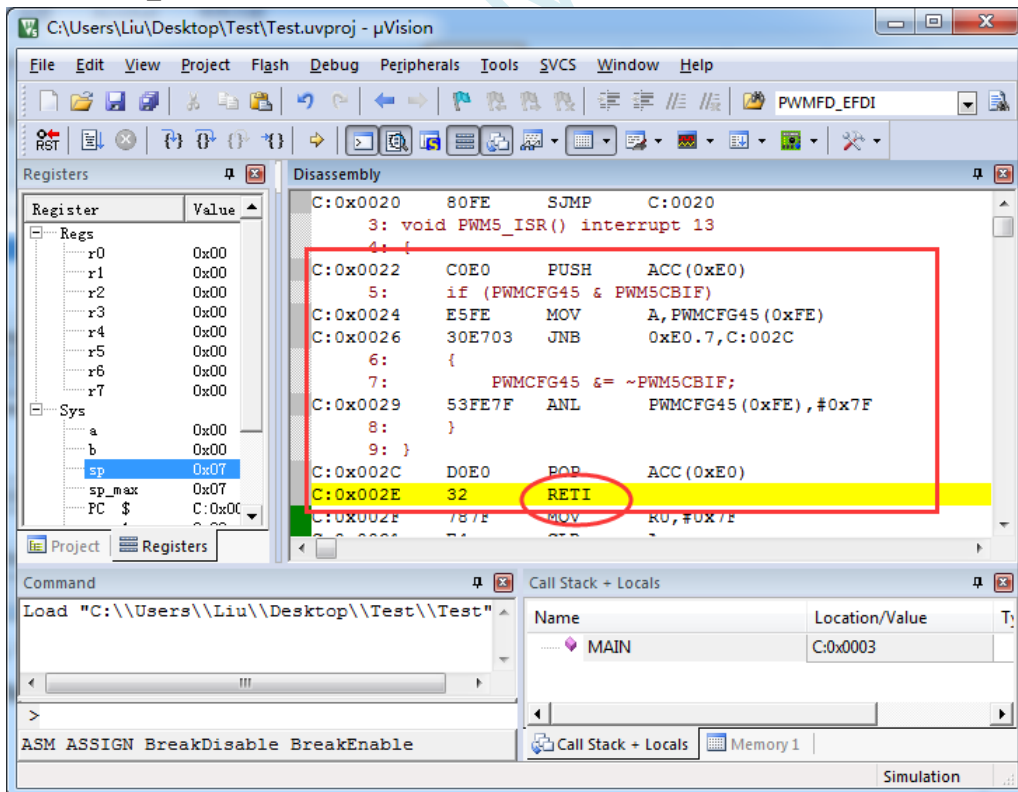 C:\Users\Liu\Desktop\Test\Test.uvproj - µVision
File Edit View Project Flash Debug Peripherals Tools SVCS Window Help
PWMFD_EFDI
RST
Registers
Register Value
Regs
r0 0x00
r1 0x00
r2 0x00
r3 0x00
r4 0x00
r5 0x00
r6 0x00
r7 0x00
Sys
a 0x00
b 0x00
sp 0x07
sp_max 0x07
PC $ C:0x00
Project Registers
Disassembly
C:0x0020 80FE SJMP C:0020
3: void PWM5_ISR() interrupt 13
4: {
C:0x0022 C0E0 PUSH ACC(0xE0)
5: if (PWMCFG45 & PWM5CBIF)
C:0x0024 E5FE MOV A,PWMCFG45(0xFE)
C:0x0026 30E703 JNB 0xE0.7,C:002C
6: {
7: PWMCFG45 &= ~PWM5CBIF;
C:0x0029 53FE7F ANL PWMCFG45(0xFE),#0x7F
8: }
9: }
C:0x002C D0E0 POP ACC(0xE0)
C:0x002E 32 RETI
C:0x002F 787F MOV R0,#0x7F
Command
Load "C:\\Users\\Liu\\Desktop\\Test\\Test"
>
ASM ASSIGN BreakDisable BreakEnable
Call Stack + Locals
Name Location/Value
MAIN C:0x0003
Call Stack + Locals Memory 1
Simulation